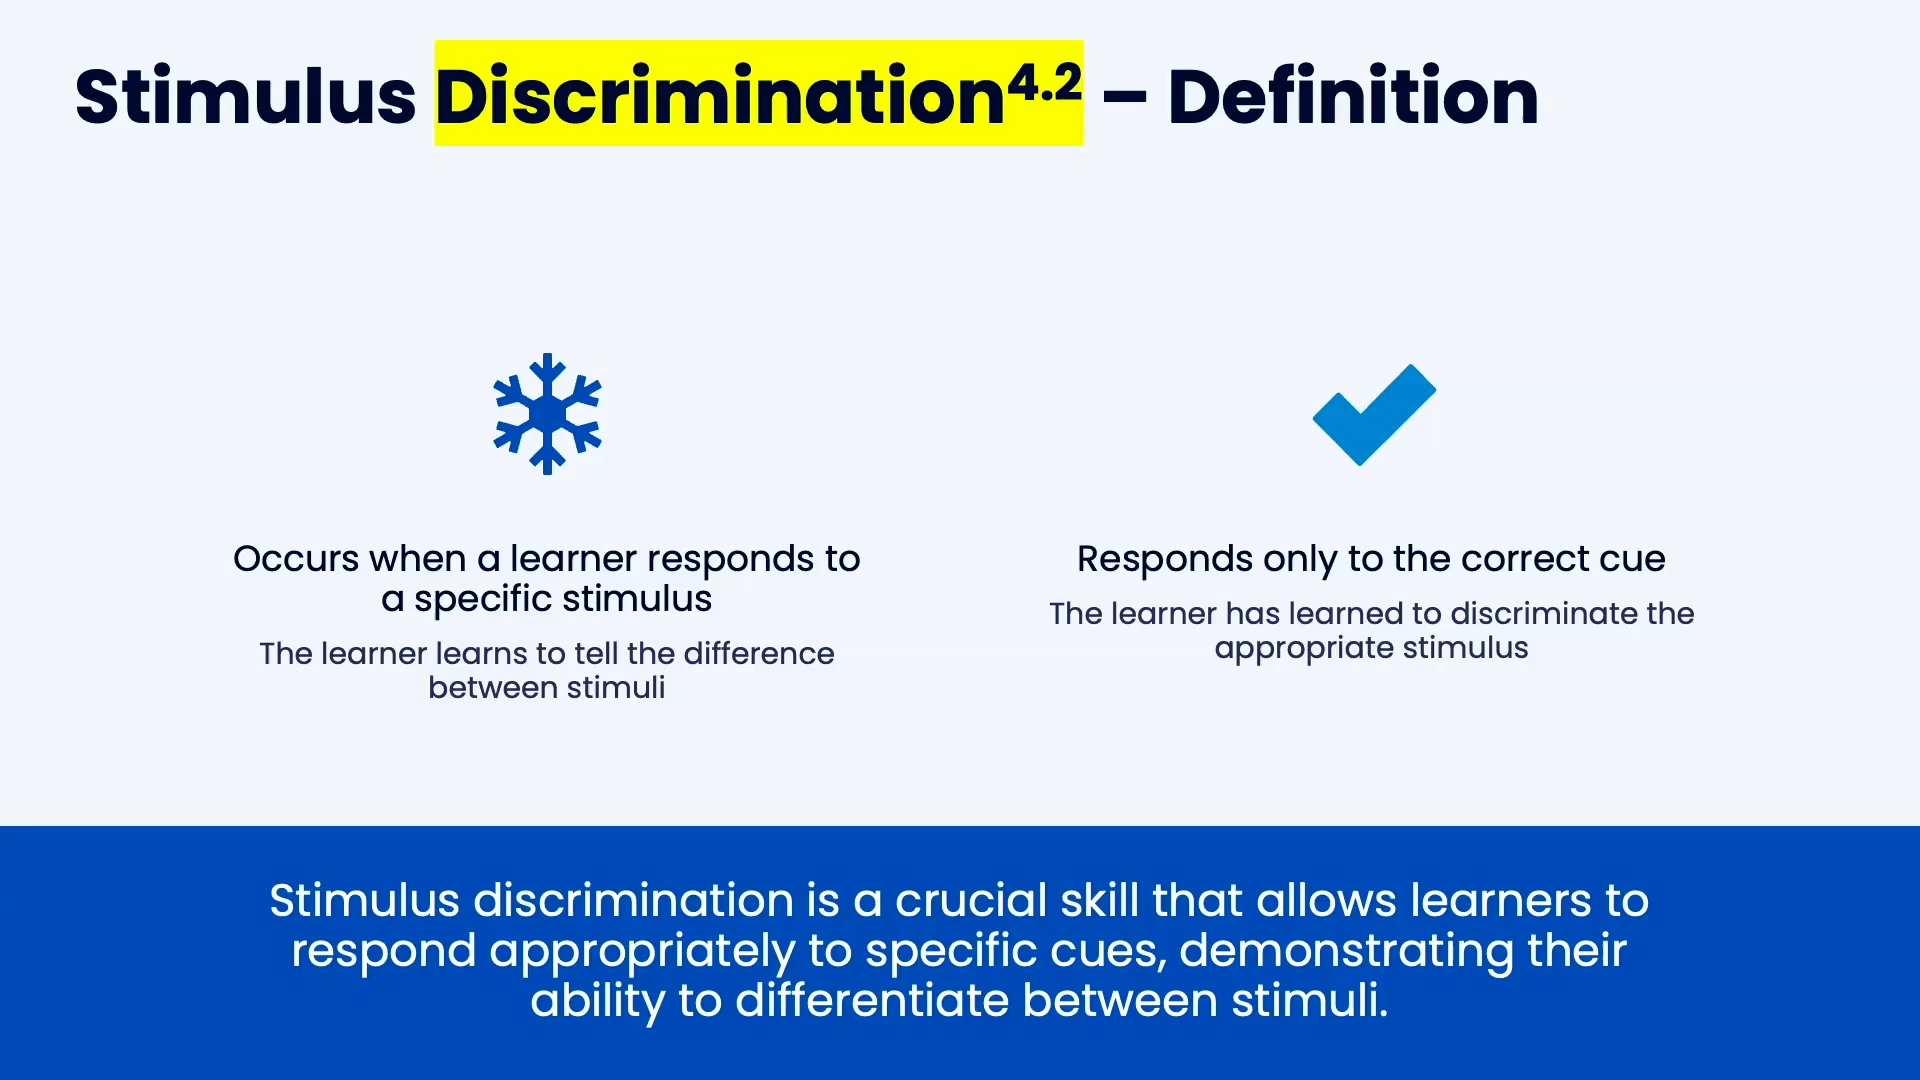 Stimulus Discrimination4.2 – Definition
Occurs when a learner responds to
a specific stimulus
The learner learns to tell the difference
between stimuli
Responds only to the correct cue
The learner has learned to discriminate the
appropriate stimulus
Stimulus discrimination is a crucial skill that allows learners to
respond appropriately to specific cues, demonstrating their
ability to differentiate between stimuli.